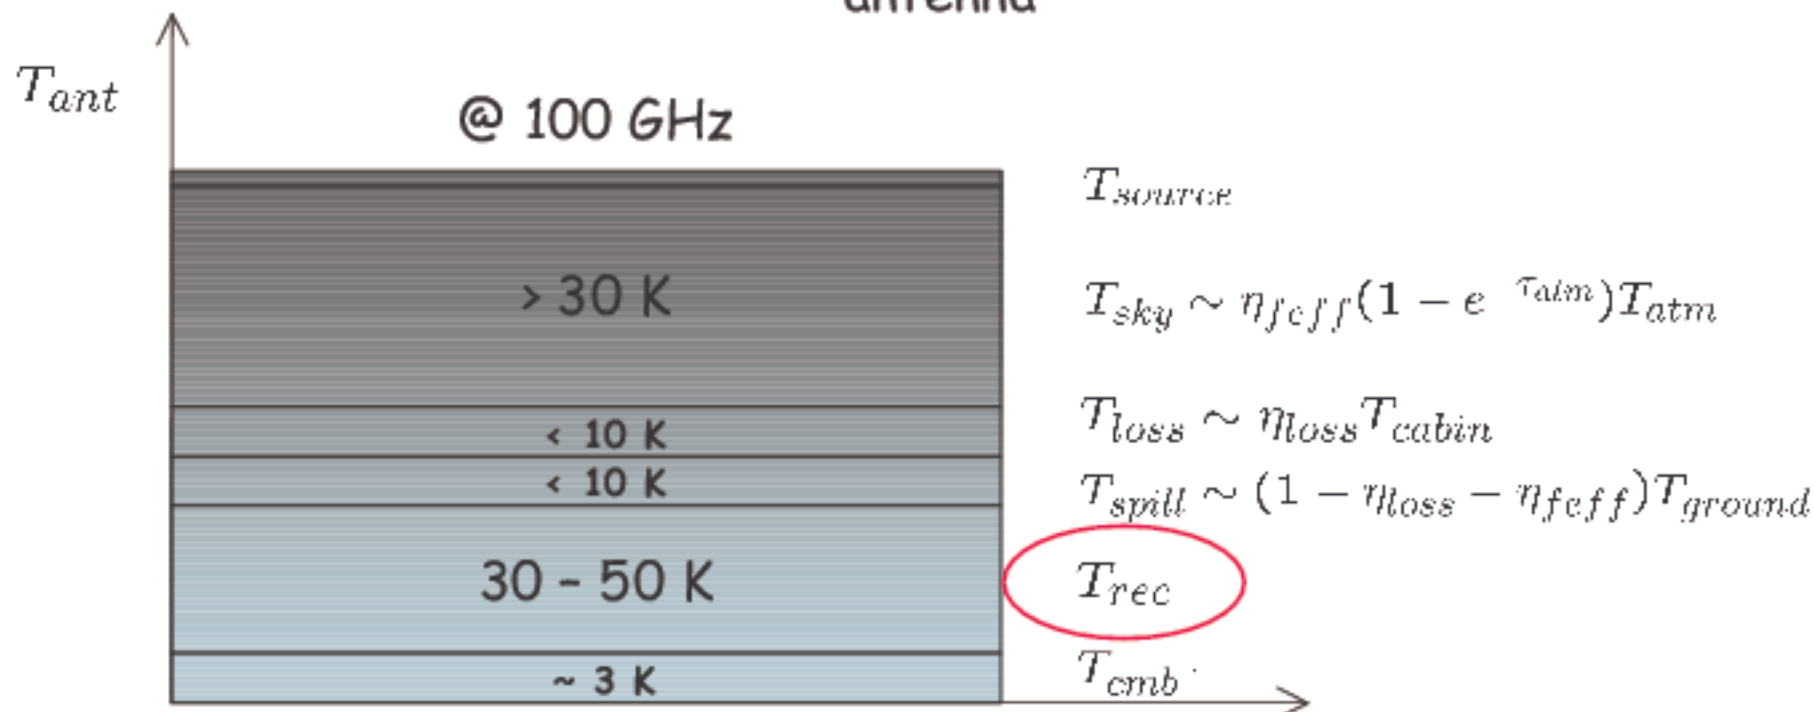 antenna
T_ant
@ 100 GHz
T_source
> 30 K
T_sky ~ η_feff(1 − e^τ_atm)T_atm
< 10 K
T_loss ~ η_loss T_cabin
< 10 K
T_spill ~ (1 − η_loss − η_feff)T_ground
30 - 50 K
T_rec
~ 3 K
T_cmb